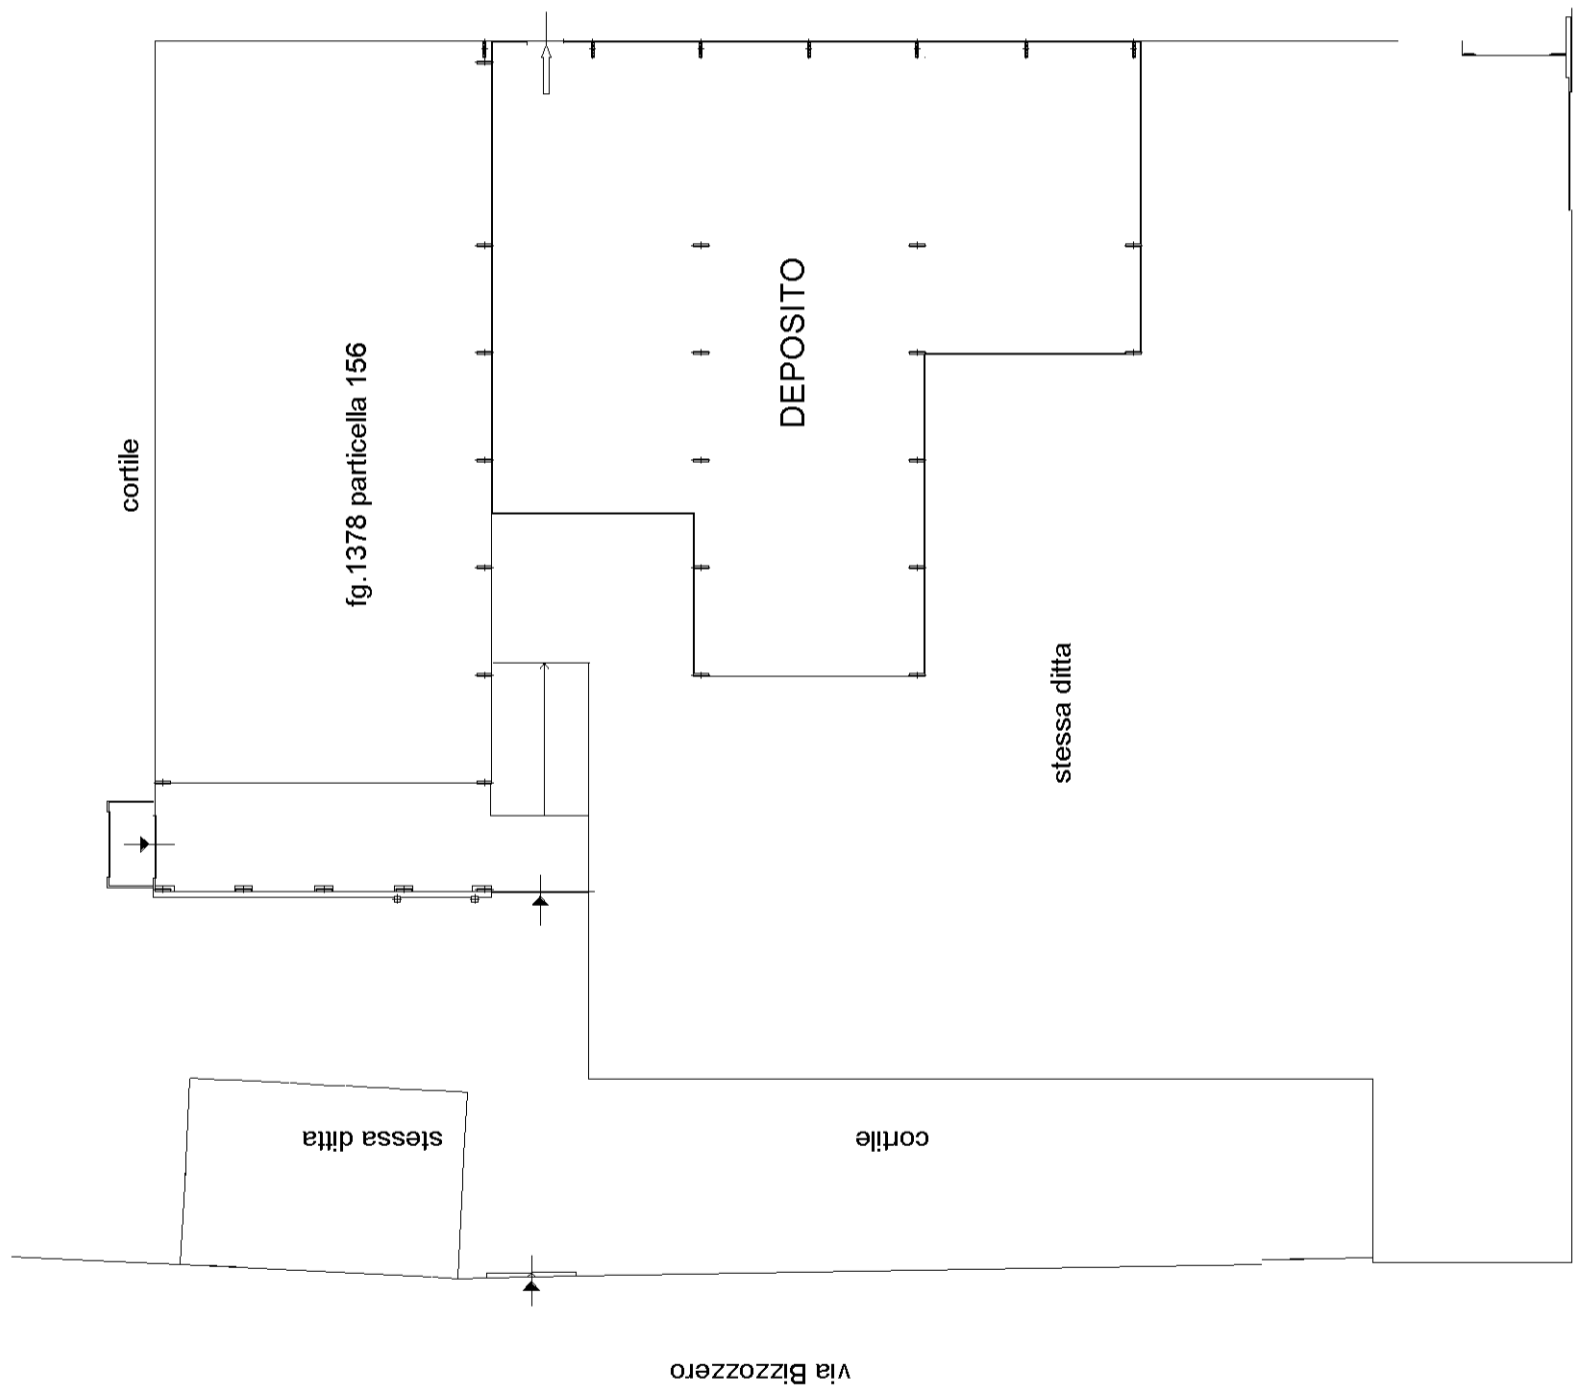 cortile
fg.1378 particella 156
DEPOSITO
stessa ditta
stessa ditta
cortile
via Bizzozzero